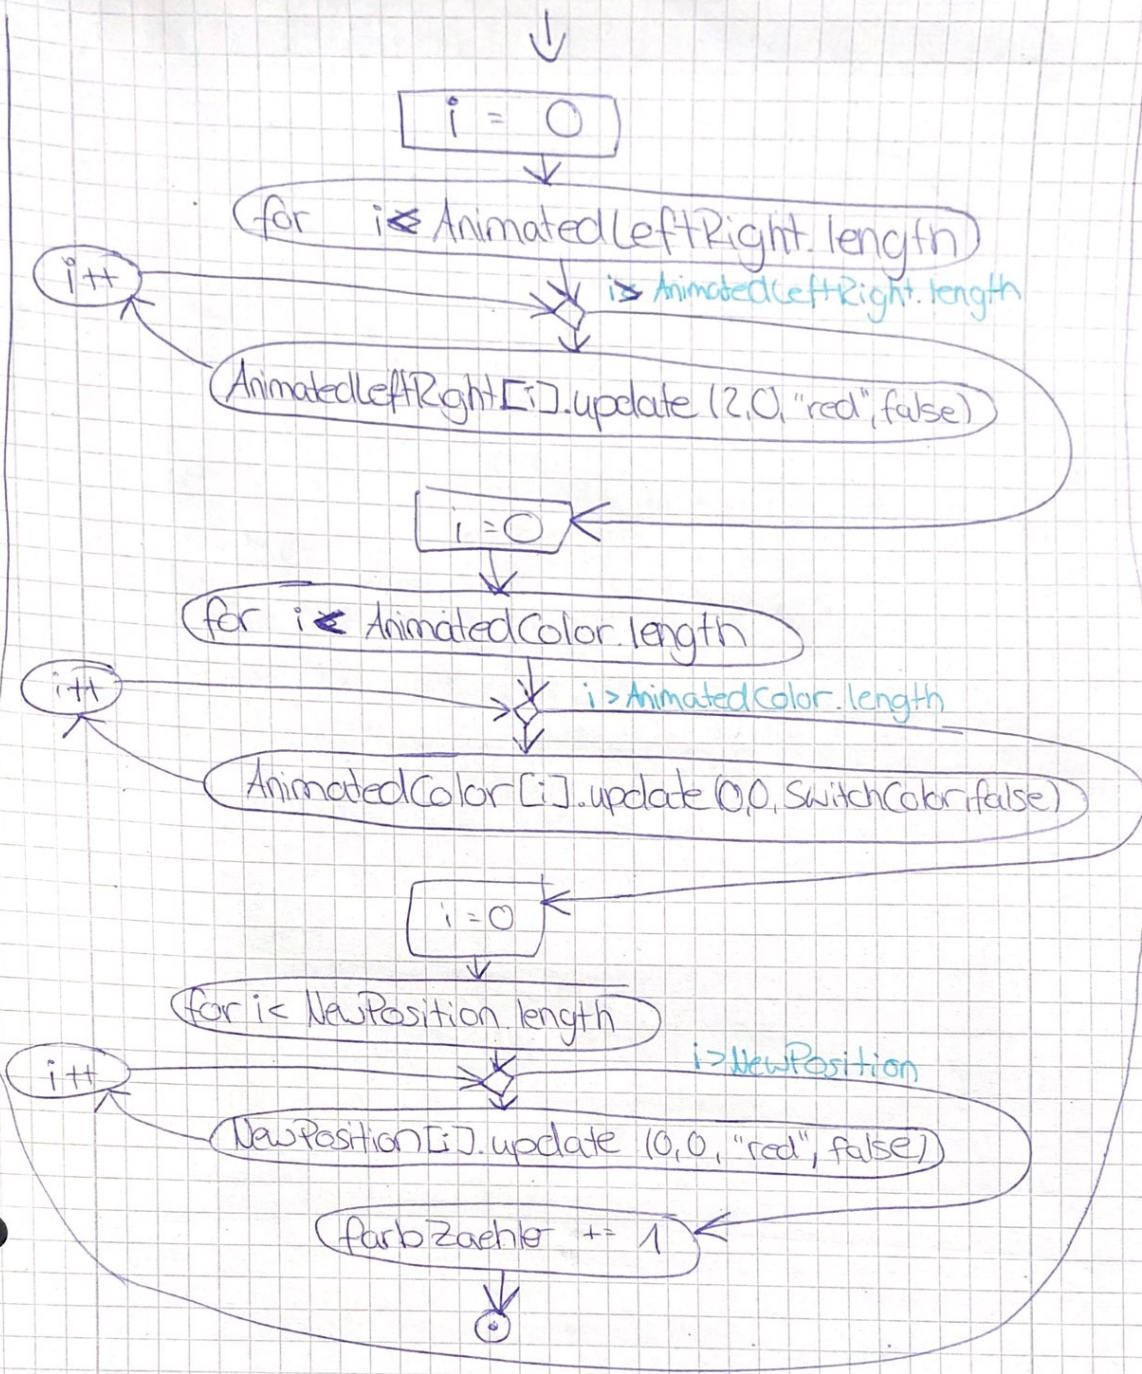 i = 0
for i< AnimatedLeftRight.length
i++
i> AnimatedLeftRight.length
AnimatedLeftRight[i].update (2,0,"red",false)
i=0
for i< AnimatedColor.length
i++
i>AnimatedColor.length
AnimatedColor[i].update(0,0,SwitchColor,false)
i=0
for i< NewPosition.length
i++
i>NewPosition
NewPosition[i].update (0,0,"red",false)
farbZaehler += 1